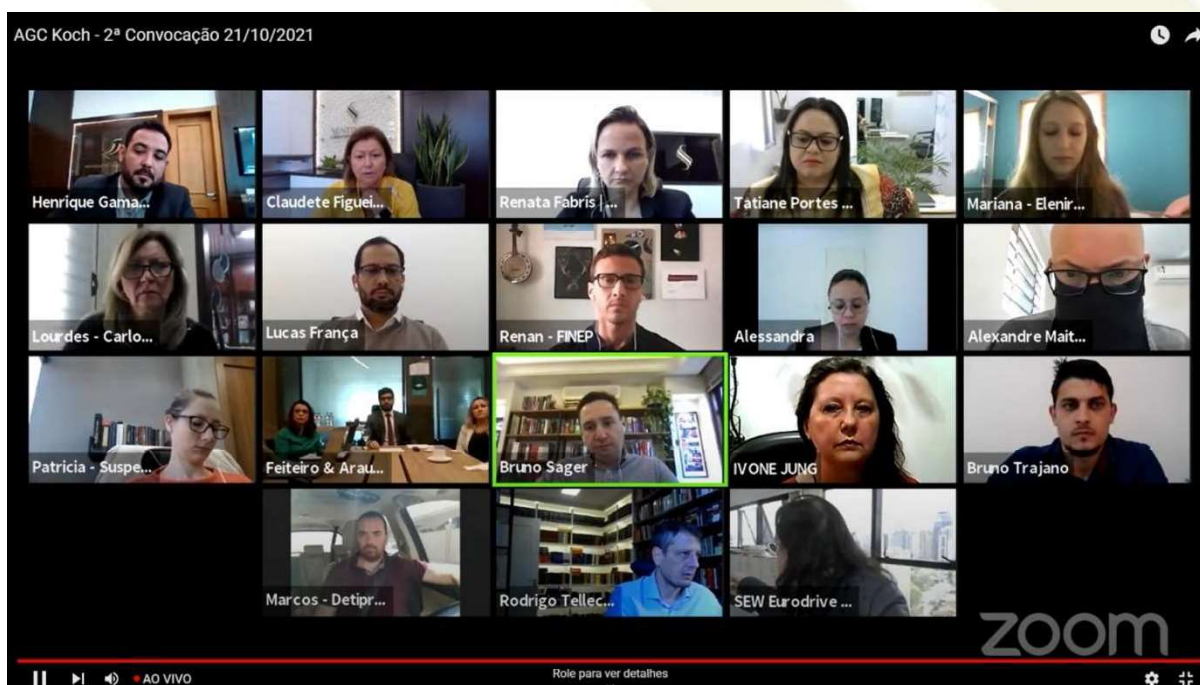 AGC Koch - 2ª Convocação 21/10/2021
Henrique Gama...
Claudete Figuei...
Renata Fabris | ...
Tatiane Portes ...
Mariana - Elenir...
Lourdes - Carlo...
Lucas França
Renan - FINEP
Alessandra
Alexandre Mait...
Patricia - Suspe...
Feiteiro & Arau...
Bruno Sager
IVONE JUNG
Bruno Trajano
Marcos - Detipr...
Rodrigo Tellec...
SEW Eurodrive ...
zoom
AO VIVO
Role para ver detalhes